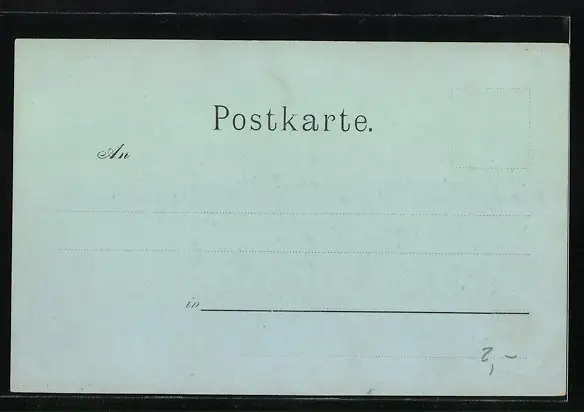 Postkarte.
An
in
2,-